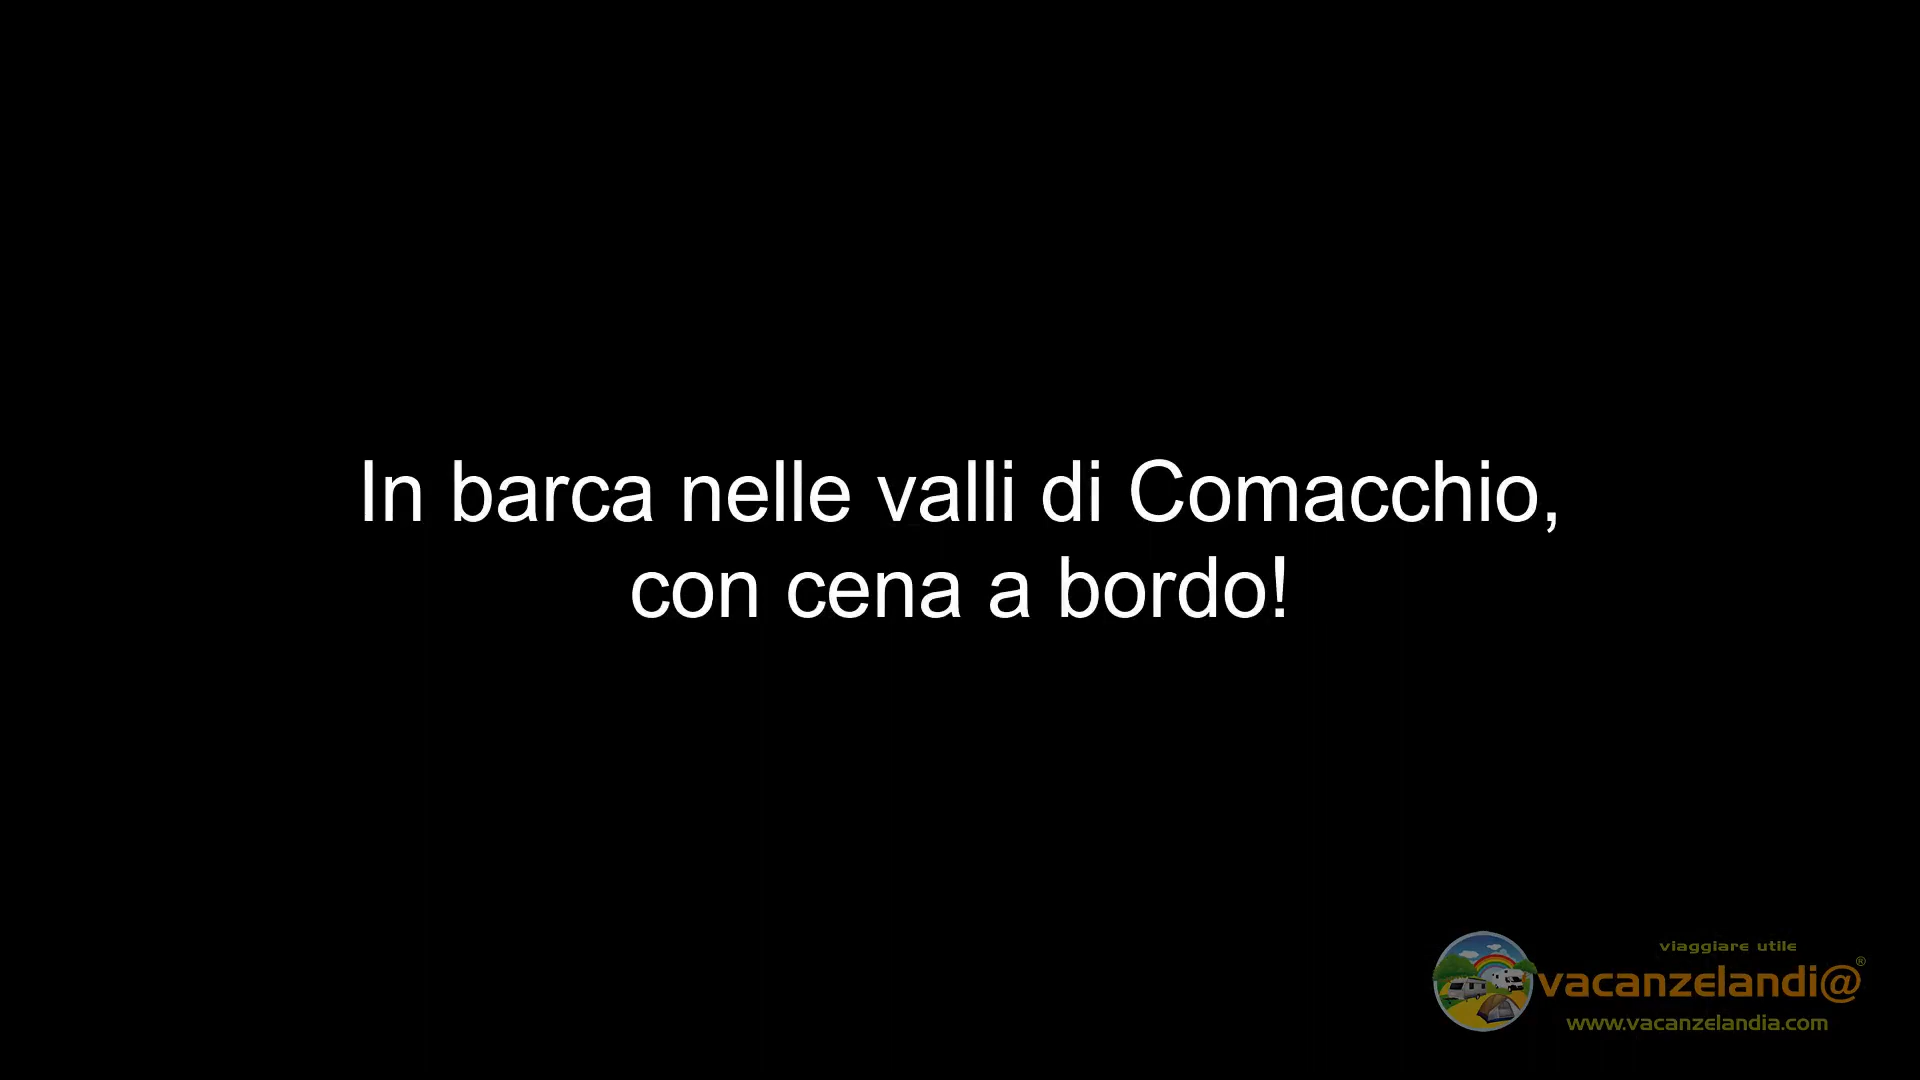 In barca nelle valli di Comacchio,
con cena a bordo!
viaggiare utile
vacanzelandi@®
www.vacanzelandia.com